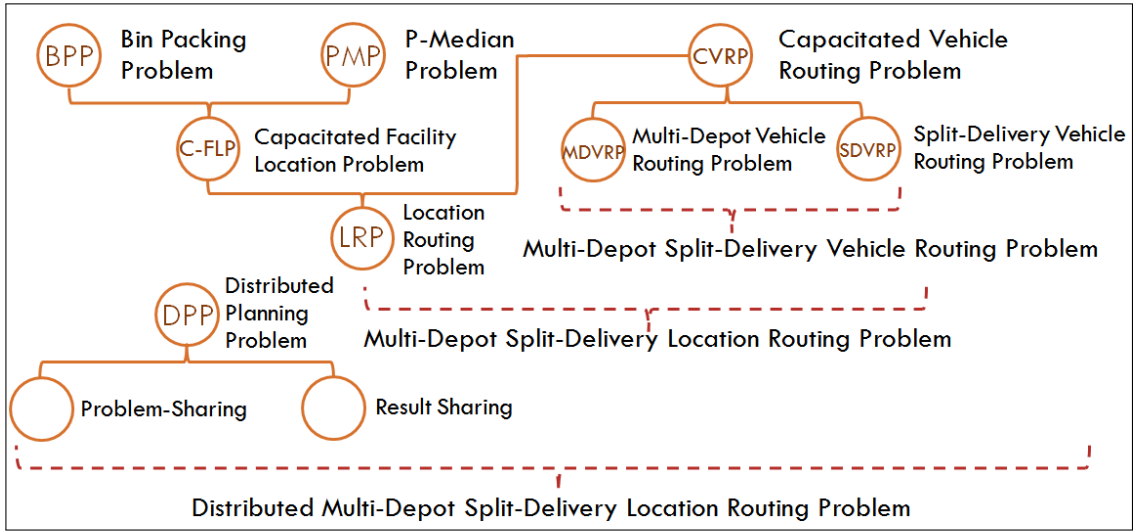 BPP
Bin Packing
Problem
PMP
P-Median
Problem
CVRP
Capacitated Vehicle
Routing Problem
C-FLP
Capacitated Facility
Location Problem
MDVRP
Multi-Depot Vehicle
Routing Problem
SDVRP
Split-Delivery Vehicle
Routing Problem
LRP
Location
Routing
Problem
Multi-Depot Split-Delivery Vehicle Routing Problem
DPP
Distributed
Planning
Problem
Multi-Depot Split-Delivery Location Routing Problem
Problem-Sharing
Result Sharing
Distributed Multi-Depot Split-Delivery Location Routing Problem